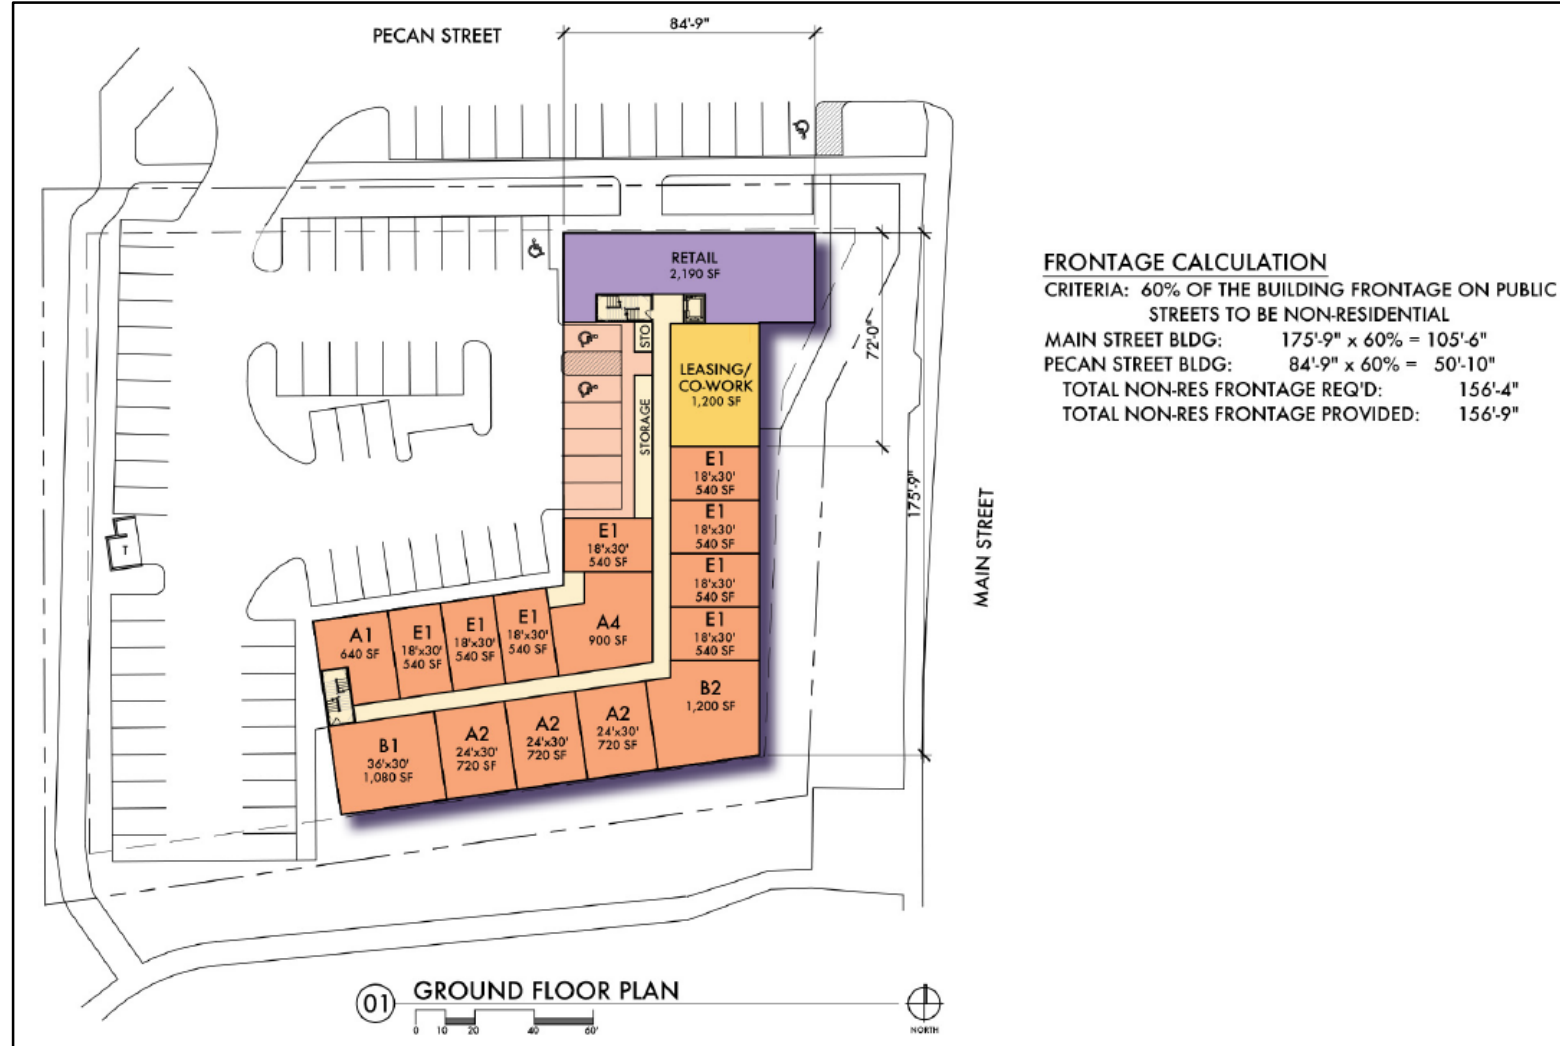 PECAN STREET
84'-9"
RETAIL
2,190 SF
STO
72'-0"
LEASING/
CO-WORK
1,200 SF
STORAGE
175'-9"
MAIN STREET
E1
18'x30'
540 SF
E1
18'x30'
540 SF
E1
18'x30'
540 SF
E1
18'x30'
540 SF
E1
18'x30'
540 SF
A4
900 SF
E1
18'x30'
540 SF
E1
18'x30'
540 SF
E1
18'x30'
540 SF
A1
640 SF
T
B2
1,200 SF
A2
24'x30'
720 SF
A2
24'x30'
720 SF
A2
24'x30'
720 SF
B1
36'x30'
1,080 SF
FRONTAGE CALCULATION
CRITERIA: 60% OF THE BUILDING FRONTAGE ON PUBLIC
STREETS TO BE NON-RESIDENTIAL
MAIN STREET BLDG: 175'-9" x 60% = 105'-6"
PECAN STREET BLDG: 84'-9" x 60% = 50'-10"
TOTAL NON-RES FRONTAGE REQ'D: 156'-4"
TOTAL NON-RES FRONTAGE PROVIDED: 156'-9"
01 GROUND FLOOR PLAN
0 10 20 40 60'
NORTH